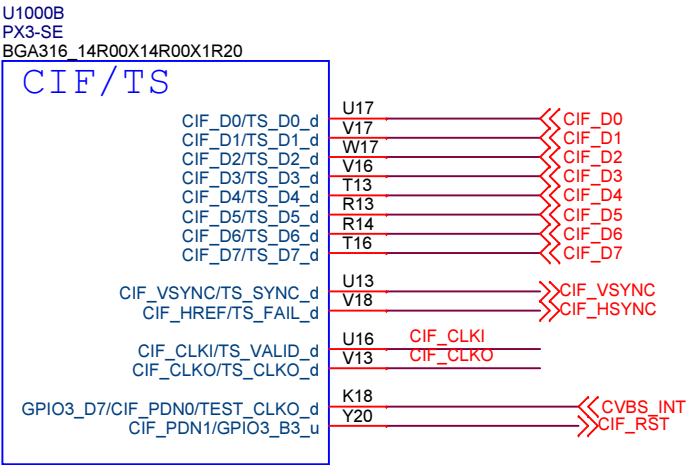 U1000B
PX3-SE
BGA316_14R00X14R00X1R20
CIF/TS
CIF_D0/TS_D0_d U17 CIF_D0
CIF_D1/TS_D1_d V17 CIF_D1
CIF_D2/TS_D2_d W17 CIF_D2
CIF_D3/TS_D3_d V16 CIF_D3
CIF_D4/TS_D4_d T13 CIF_D4
CIF_D5/TS_D5_d R13 CIF_D5
CIF_D6/TS_D6_d R14 CIF_D6
CIF_D7/TS_D7_d T16 CIF_D7
CIF_VSYNC/TS_SYNC_d U13 CIF_VSYNC
CIF_HREF/TS_FAIL_d V18 CIF_HSYNC
CIF_CLKI/TS_VALID_d U16 CIF_CLKI
CIF_CLKO/TS_CLKO_d V13 CIF_CLKO
GPIO3_D7/CIF_PDN0/TEST_CLKO_d K18 CVBS_INT
CIF_PDN1/GPIO3_B3_u Y20 CIF_RST